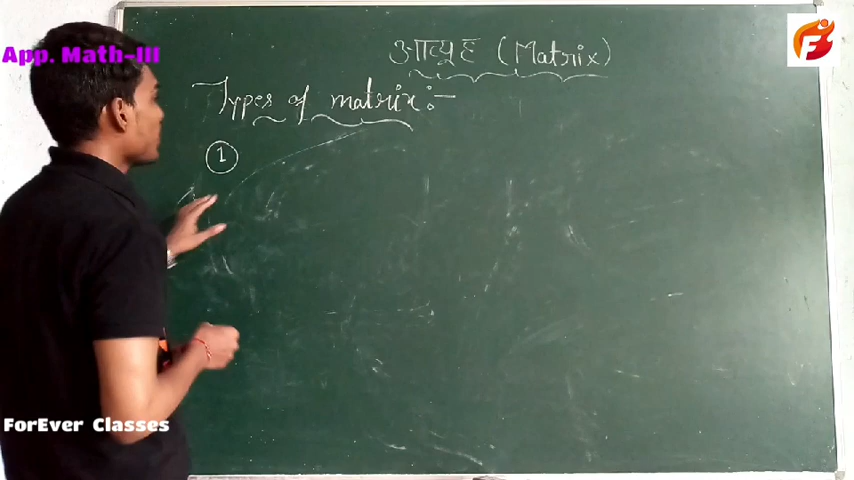 App. Math-III
आव्यूह (Matrix)
Types of matrix:-
1
ForEver Classes